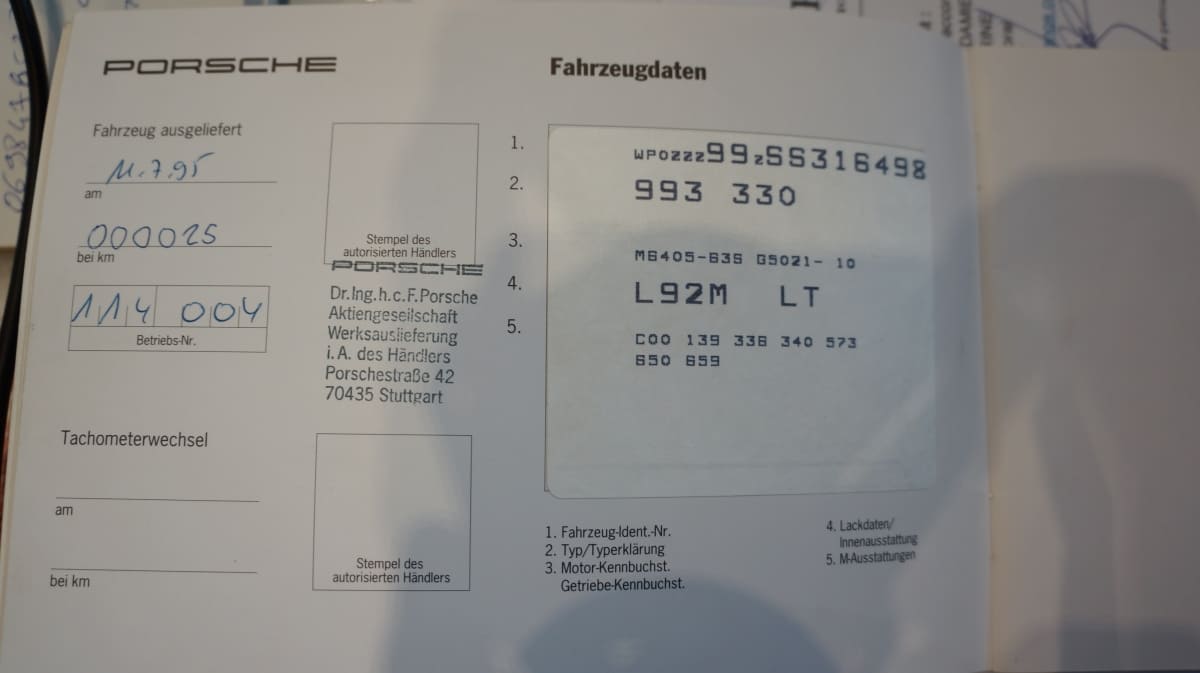 PORSCHE
Fahrzeug ausgeliefert
11.7.95
am
000025
bei km
114 004
Betriebs-Nr.
Stempel des
autorisierten Händlers
PORSCHE
Dr.Ing.h.c.F.Porsche
Aktiengesellschaft
Werksauslieferung
i.A. des Händlers
Porschestraße 42
70435 Stuttgart
Tachometerwechsel
am
bei km
Stempel des
autorisierten Händlers
Fahrzeugdaten
1. WPOZZZ99ZSS316498
2. 993 330
3. M6405-63S G5021- 10
4. L92M LT
5. C00 139 338 340 573
650 659
1. Fahrzeug-Ident.-Nr.
2. Typ/Typerklärung
3. Motor-Kennbuchst.
Getriebe-Kennbuchst.
4. Lackdaten/
Innenausstattung
5. M-Ausstattungen